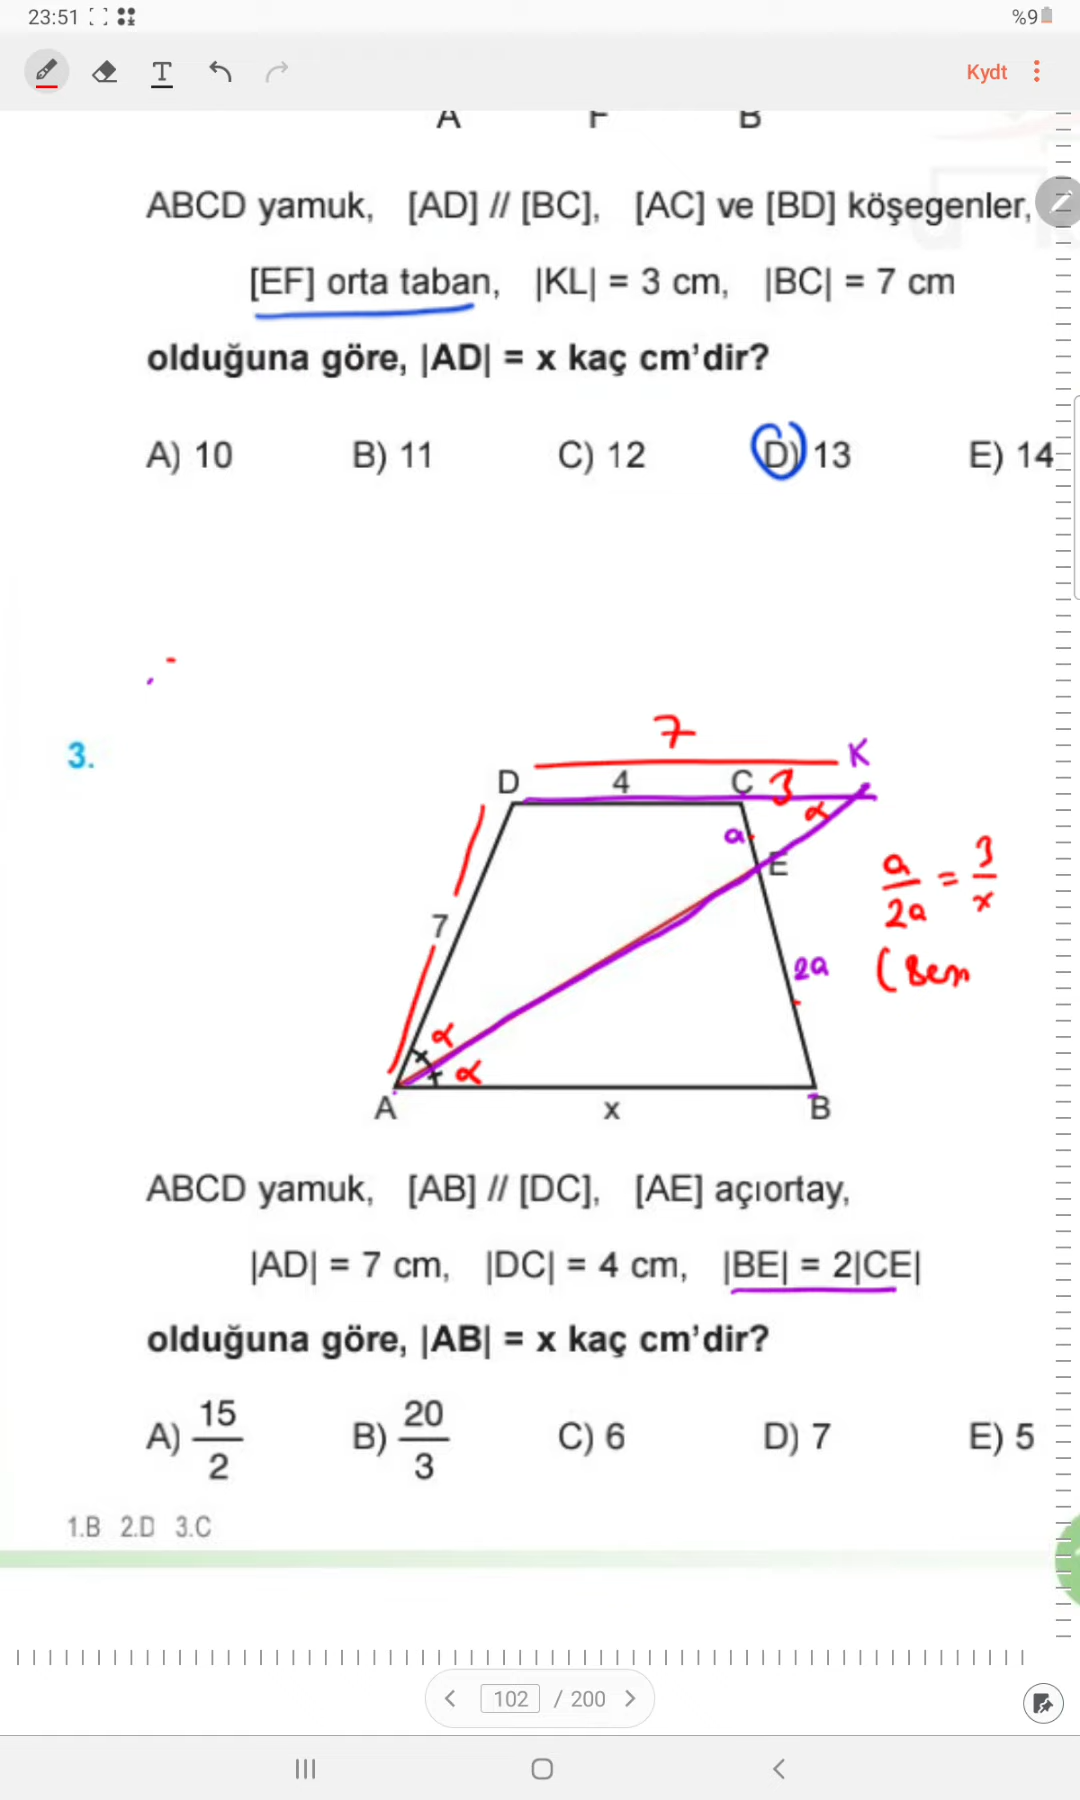 23:51
%9
T
Kydt
A F B
ABCD yamuk, [AD] // [BC], [AC] ve [BD] köşegenler,
[EF] orta taban, |KL| = 3 cm, |BC| = 7 cm
olduğuna göre, |AD| = x kaç cm'dir?
A) 10 B) 11 C) 12 D) 13 E) 14
3.
7
K
D 4 C 3
α
a
E
a/2a = 3/x
7
2a
(Ben
α
α
A x B
ABCD yamuk, [AB] // [DC], [AE] açıortay,
|AD| = 7 cm, |DC| = 4 cm, |BE| = 2|CE|
olduğuna göre, |AB| = x kaç cm'dir?
A) 15/2 B) 20/3 C) 6 D) 7 E) 5
1.B 2.D 3.C
102 / 200